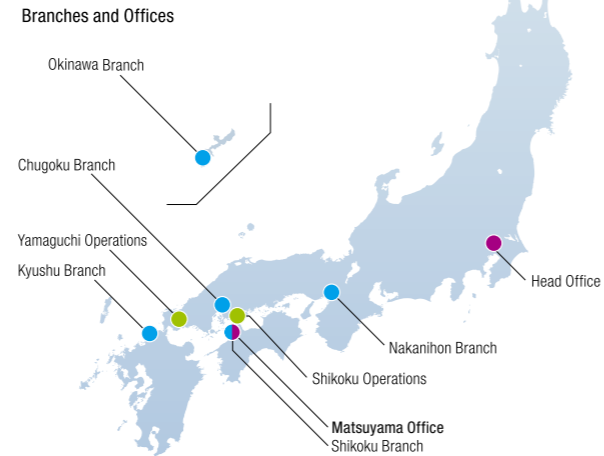 Branches and Offices
Okinawa Branch
Chugoku Branch
Yamaguchi Operations
Kyushu Branch
Head Office
Nakanihon Branch
Shikoku Operations
Matsuyama Office
Shikoku Branch